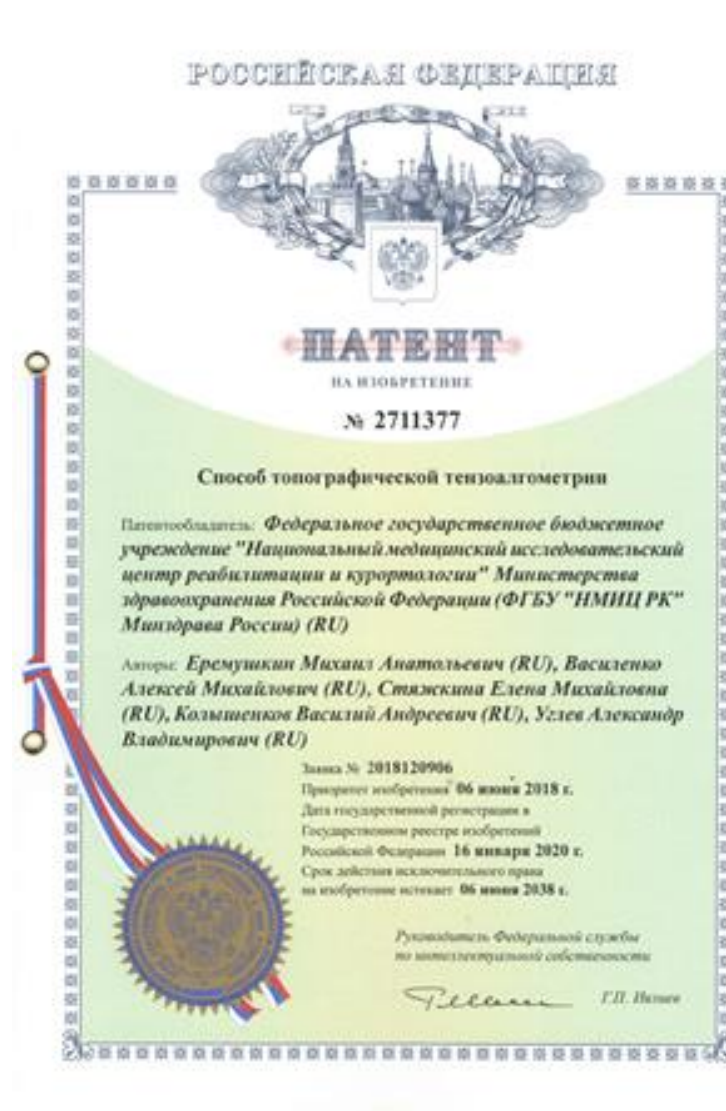 РОССИЙСКАЯ ФЕДЕРАЦИЯ
ПАТЕНТ
НА ИЗОБРЕТЕНИЕ
№ 2711377
Способ топографической тензоалгометрии
Патентообладатель: Федеральное государственное бюджетное
учреждение "Национальный медицинский исследовательский
центр реабилитации и курортологии" Министерства
здравоохранения Российской Федерации (ФГБУ "НМИЦ РК"
Минздрава России) (RU)
Авторы: Еремушкин Михаил Анатольевич (RU), Василенко
Алексей Михайлович (RU), Стяжкина Елена Михайловна
(RU), Колышенков Василий Андреевич (RU), Углев Александр
Владимирович (RU)
Заявка № 2018120906
Приоритет изобретения 06 июня 2018 г.
Дата государственной регистрации в
Государственном реестре изобретений
Российской Федерации 16 января 2020 г.
Срок действия исключительного права
на изобретение истекает 06 июня 2038 г.
Руководитель Федеральной службы
по интеллектуальной собственности
Г.П. Ивлиев